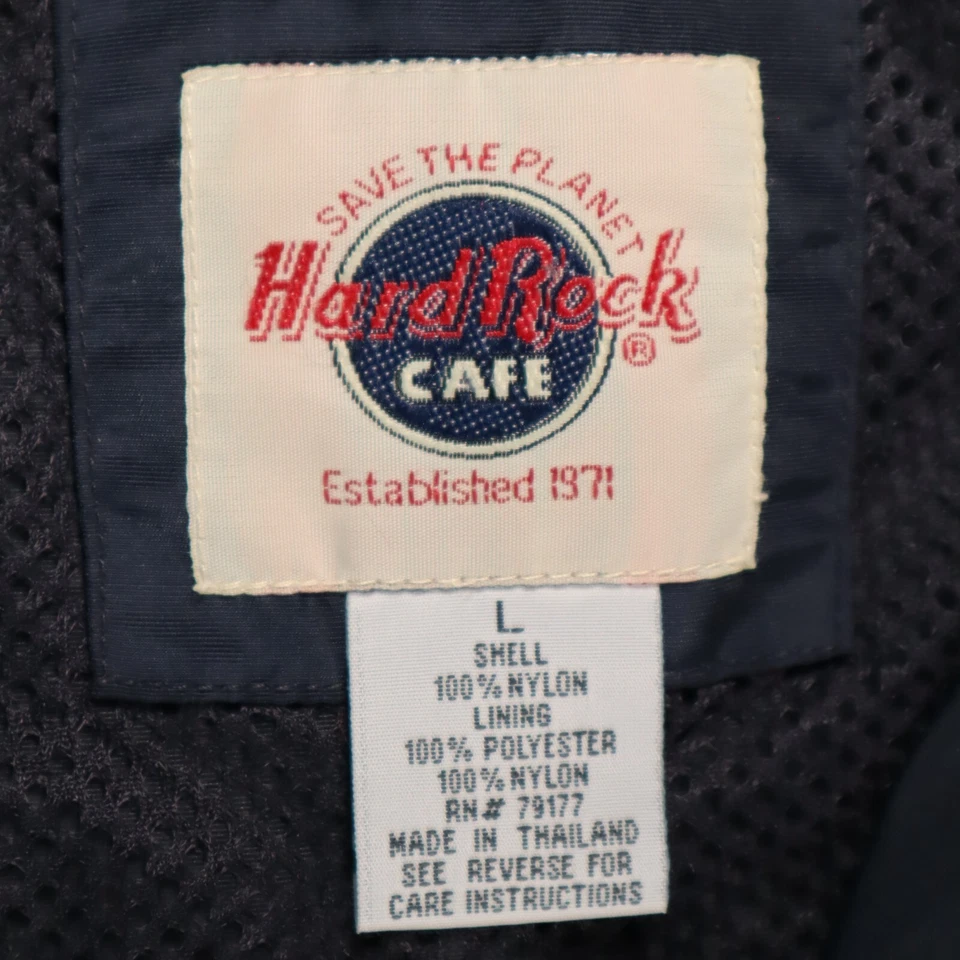 SAVE THE PLANET
Hard Rock
®
CAFE
Established 1971
L
SHELL
100% NYLON
LINING
100% POLYESTER
100% NYLON
RN# 79177
MADE IN THAILAND
SEE REVERSE FOR
CARE INSTRUCTIONS